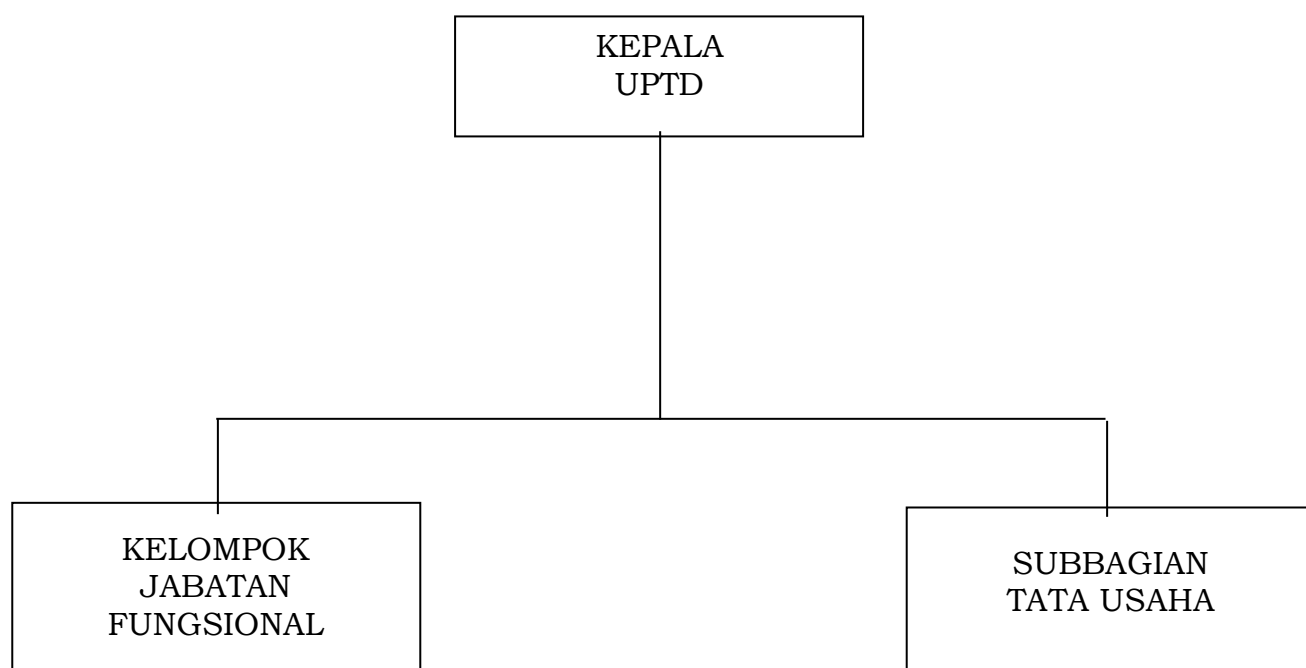 KEPALA
UPTD
KELOMPOK
JABATAN
FUNGSIONAL
SUBBAGIAN
TATA USAHA